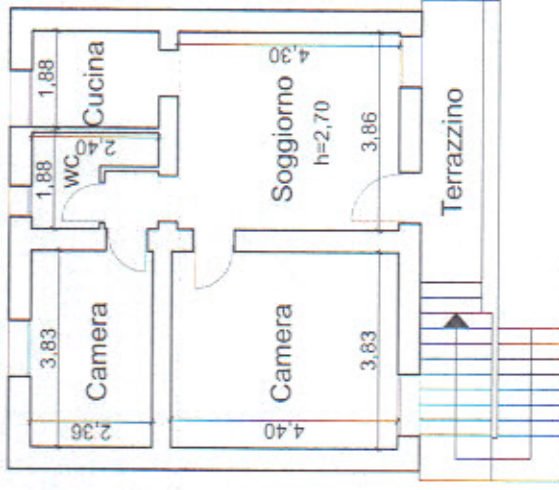 1,88
Cucina
4,30
Soggiorno
h=2,70
3,86
Terrazzino
1,88
wc
2,40
3,83
Camera
2,36
Camera
4,40
3,83